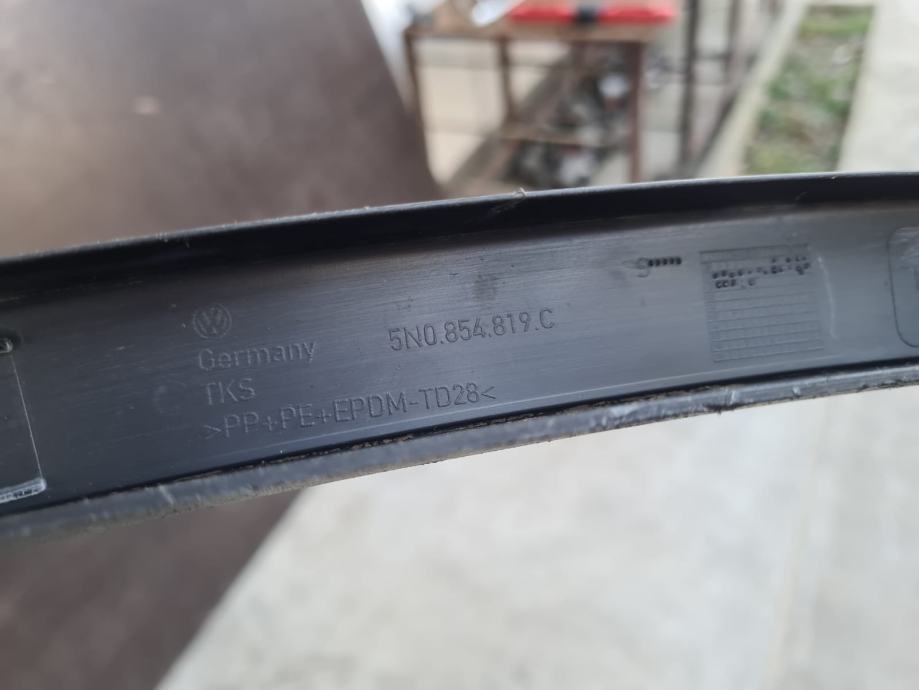 5N0.854.819.C
Germany
TKS
>PP+PE+EPDM-TD28<